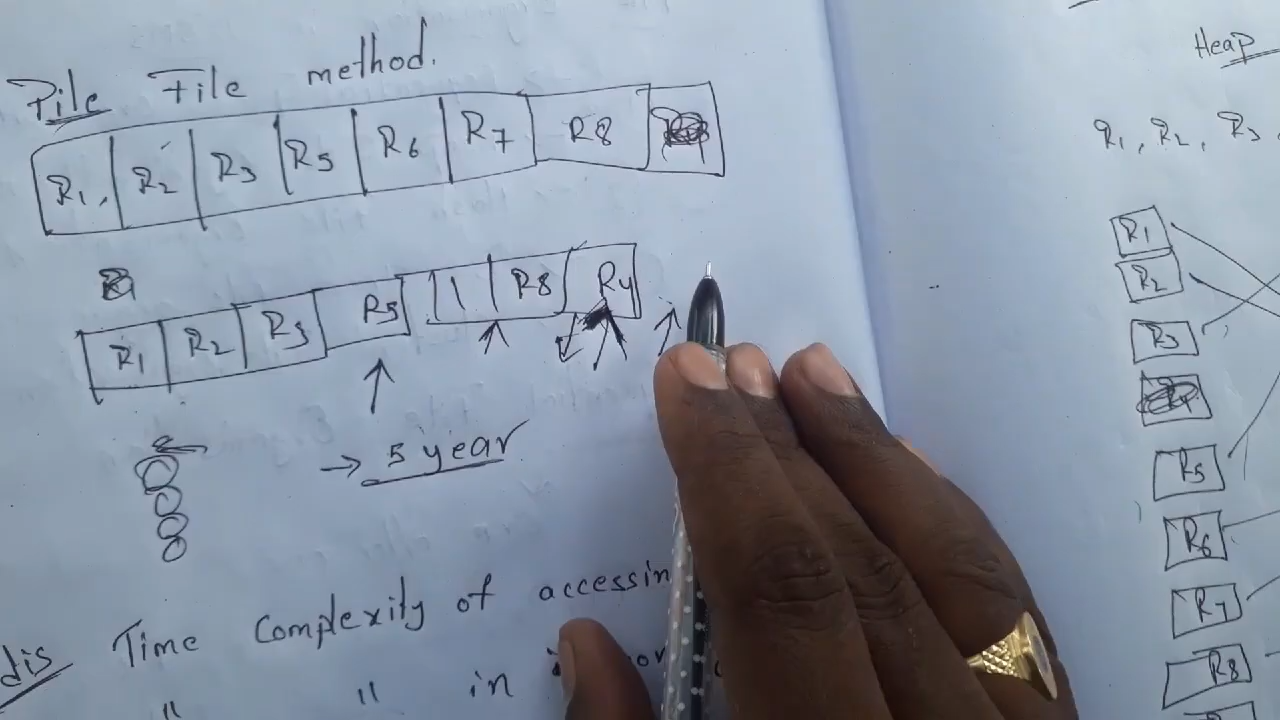 Pile File method.
R1, R2 R3 R5 R6 R7 R8
R1 R2 R3 R5 R8 R4
→ 5 year
dis Time Complexity of accessin
" " in
Heap
R1, R2, R3
R1
R2
R3
R5
R6
R7
R8